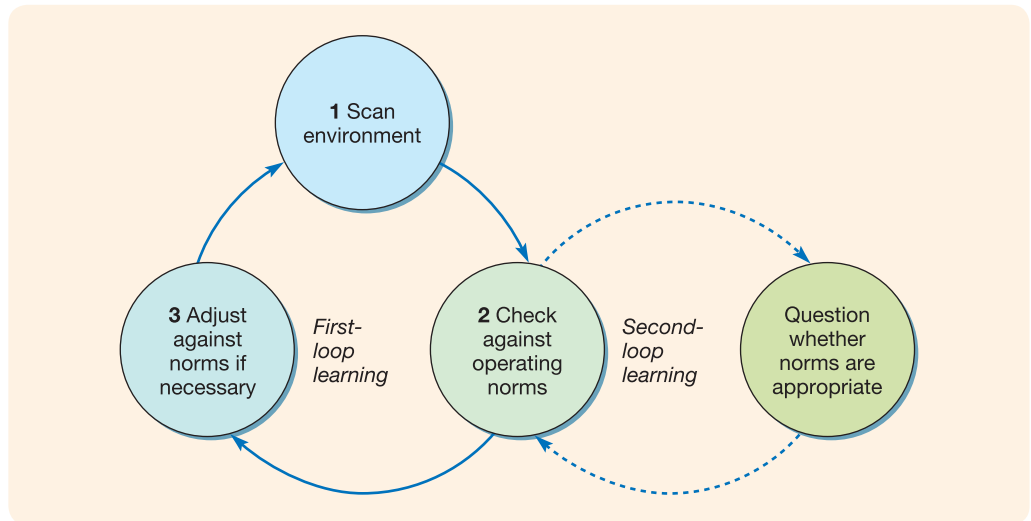 1 Scan
environment
3 Adjust
against
norms if
necessary
First-
loop
learning
2 Check
against
operating
norms
Second-
loop
learning
Question
whether
norms are
appropriate